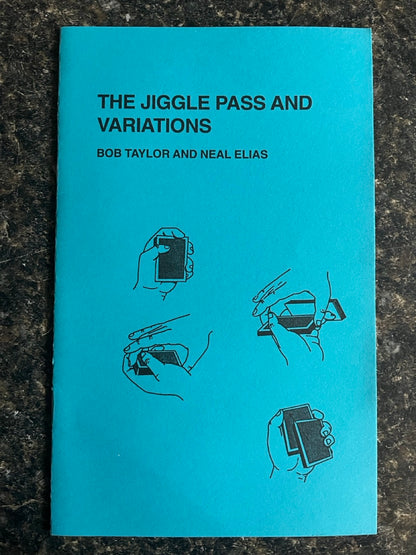 THE JIGGLE PASS AND
VARIATIONS
BOB TAYLOR AND NEAL ELIAS